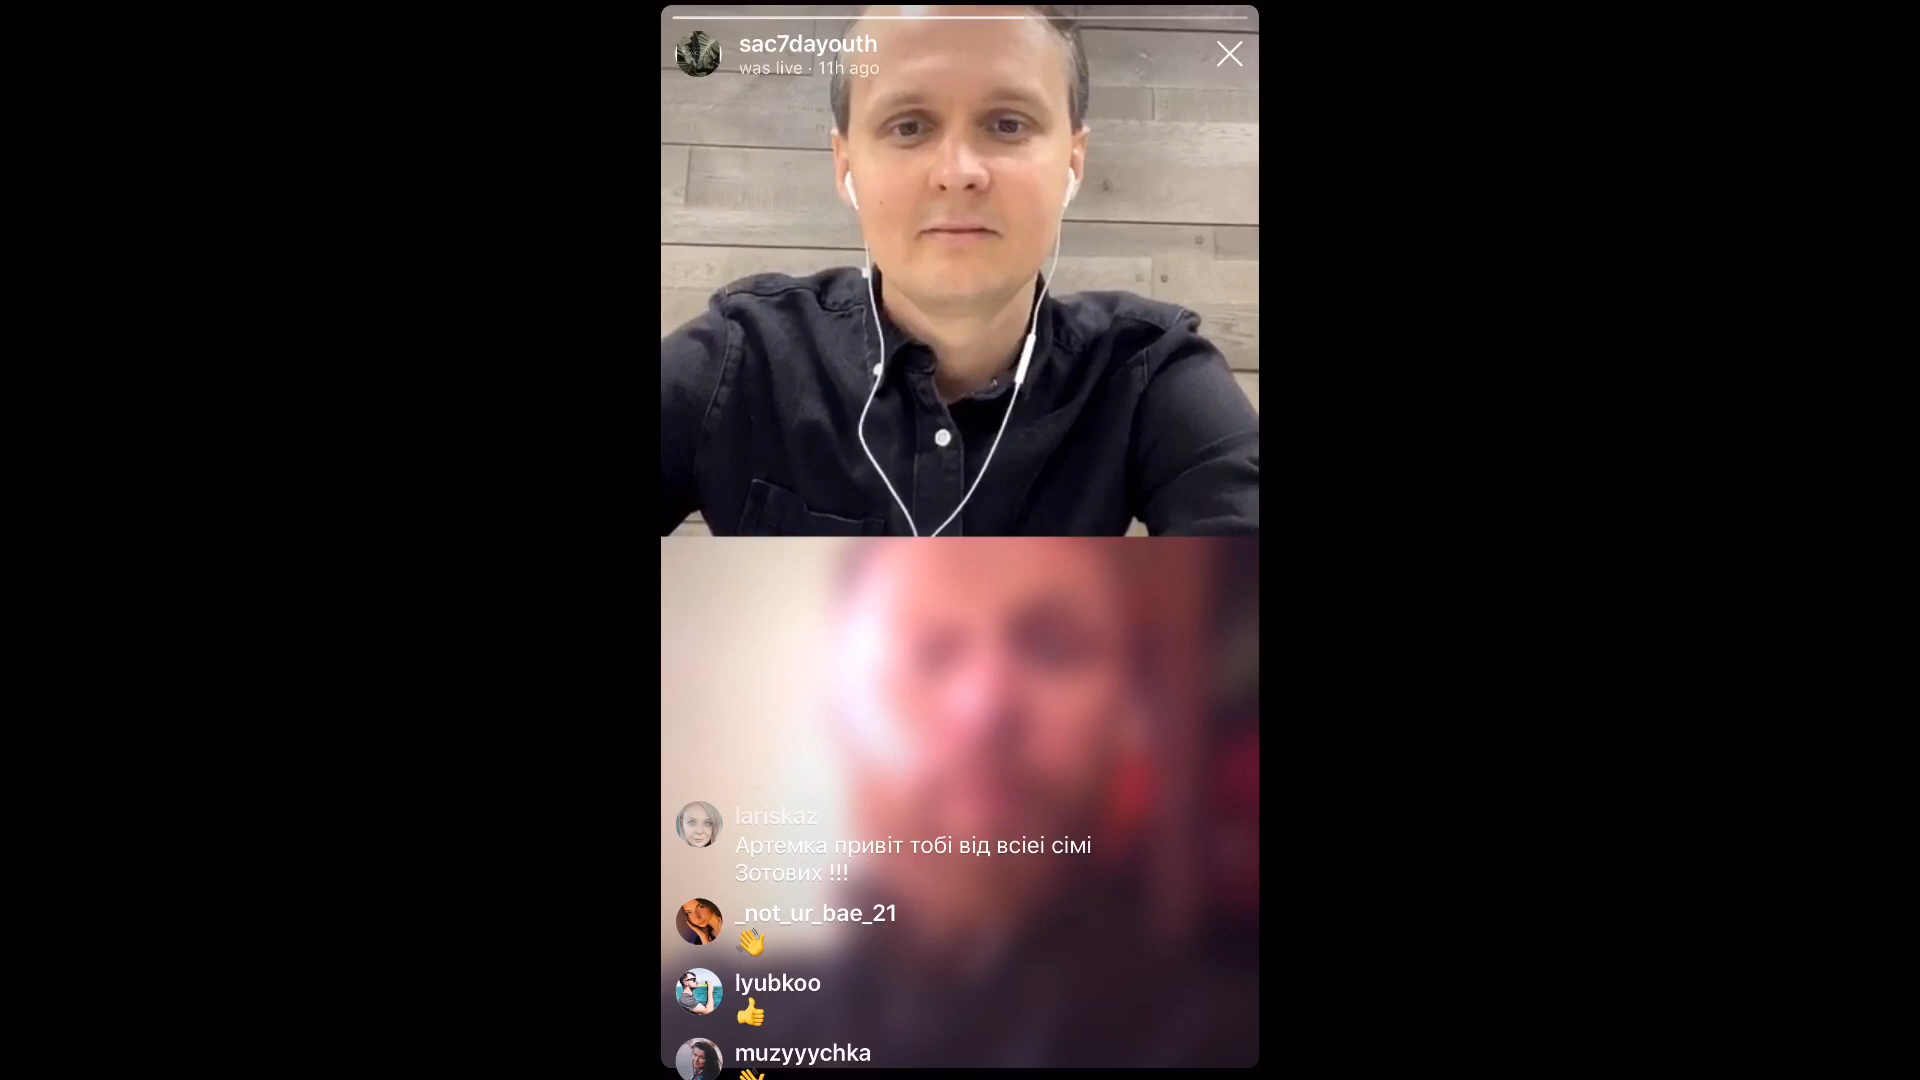 sac7dayouth
was live · 11h ago
lariskaz
Артемка привіт тобі від всіеі сімі
Зотових !!!
_not_ur_bae_21
👋
lyubkoo
👍
muzyyychka
👋